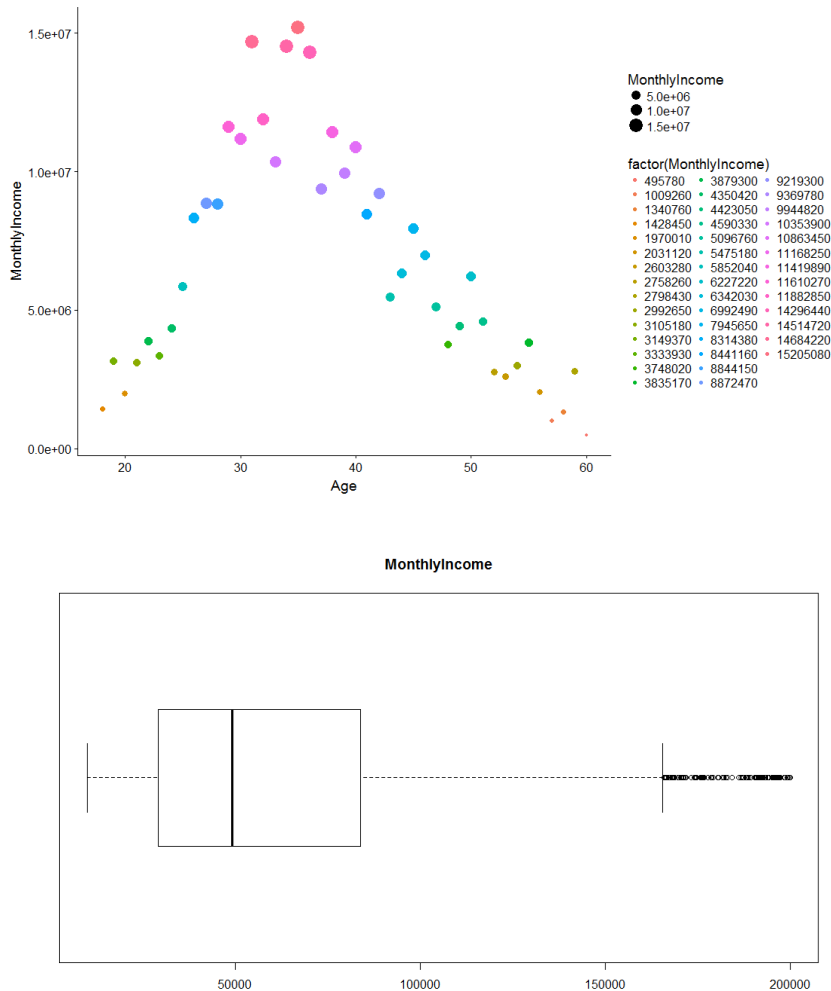 1.5e+07
1.0e+07
5.0e+06
0.0e+00
MonthlyIncome
20 30 40 50 60
Age
MonthlyIncome
5.0e+06
1.0e+07
1.5e+07
factor(MonthlyIncome)
495780 3879300 9219300
1009260 4350420 9369780
1340760 4423050 9944820
1428450 4590330 10353900
1970010 5096760 10863450
2031120 5475180 11168250
2603280 5852040 11419890
2758260 6227220 11610270
2798430 6342030 11882850
2992650 6992490 14296440
3105180 7945650 14514720
3149370 8314380 14684220
3333930 8441160 15205080
3748020 8844150
3835170 8872470
MonthlyIncome
50000 100000 150000 200000